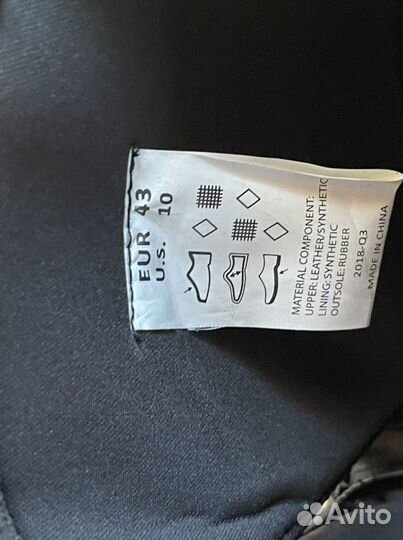 EUR 43
U.S. 10
MATERIAL COMPONENT:
UPPER: LEATHER/SYNTHETIC
LINING: SYNTHETIC
OUTSOLE: RUBBER
2018-Q3
MADE IN CHINA
Avito